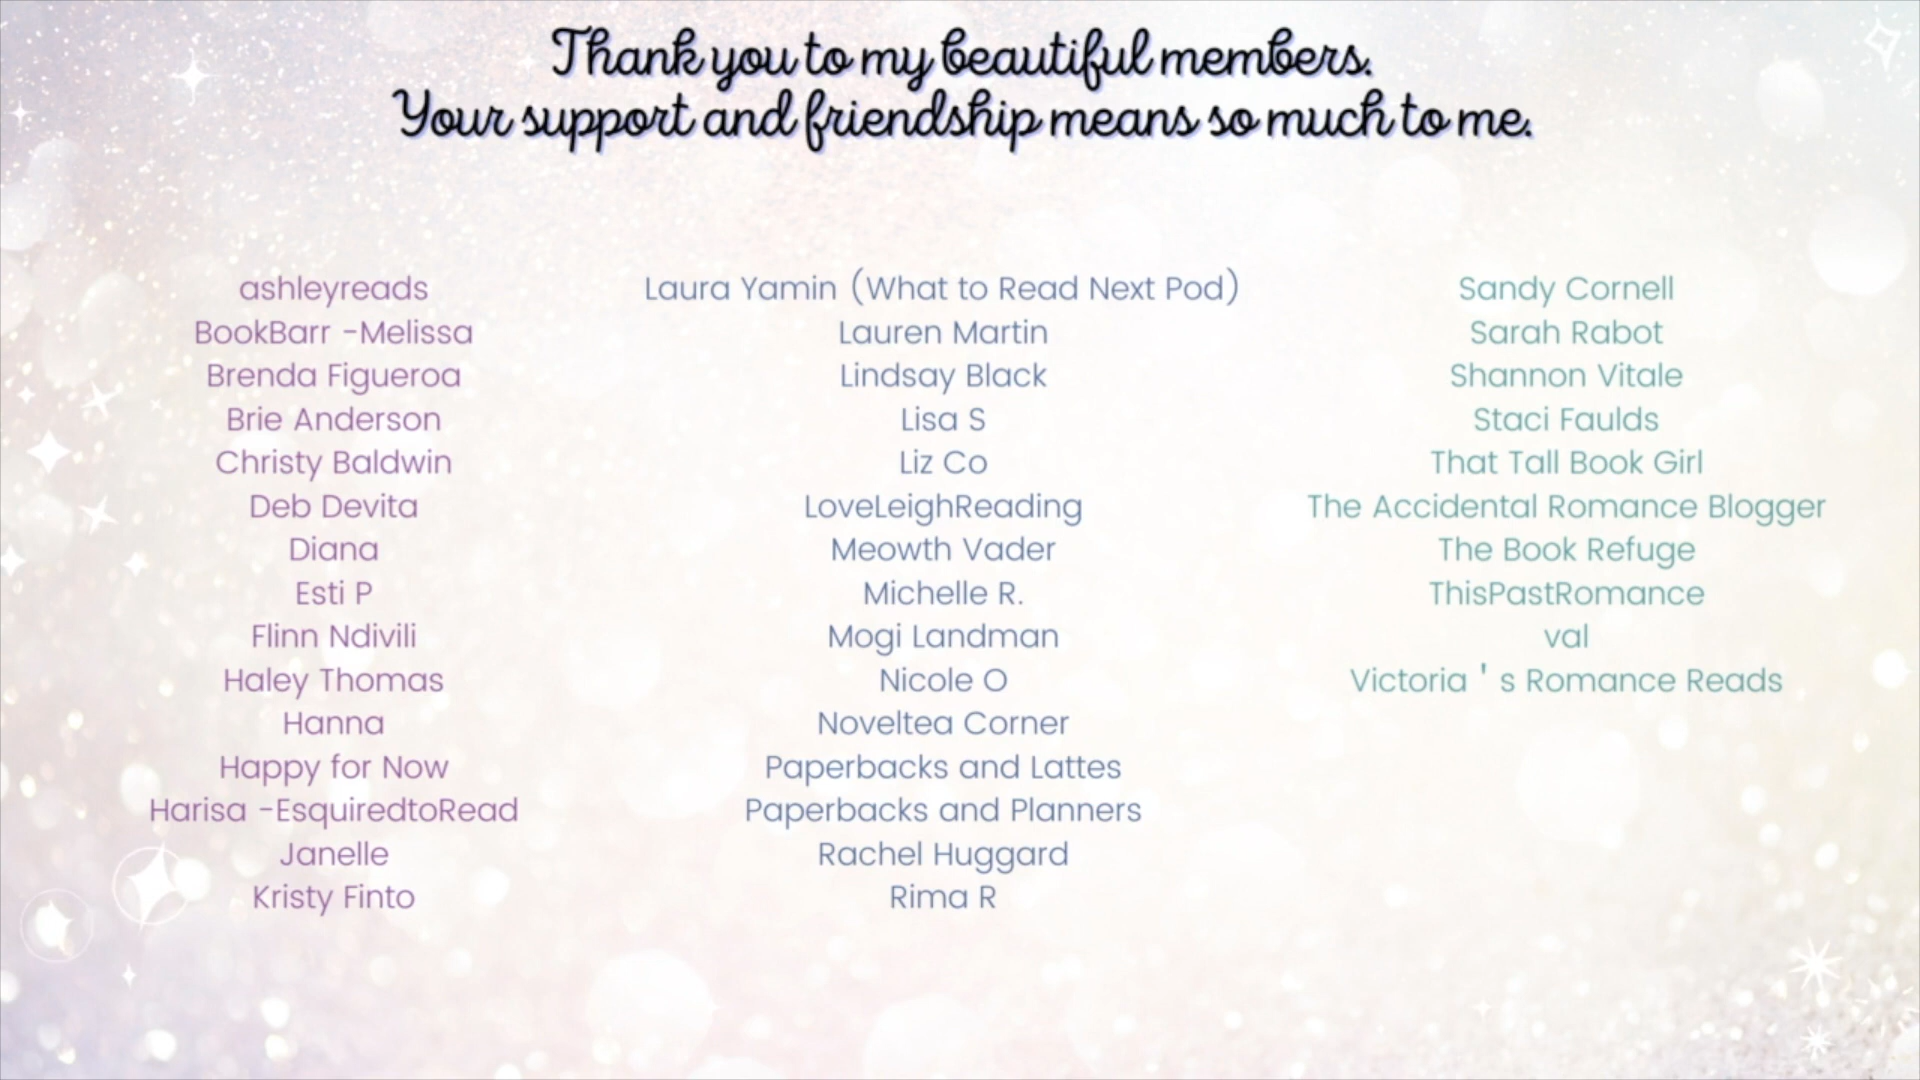 Thank you to my beautiful members.
Your support and friendship means so much to me.
ashleyreads
BookBarr -Melissa
Brenda Figueroa
Brie Anderson
Christy Baldwin
Deb Devita
Diana
Esti P
Flinn Ndivili
Haley Thomas
Hanna
Happy for Now
Harisa -EsquiredtoRead
Janelle
Kristy Finto
Laura Yamin (What to Read Next Pod)
Lauren Martin
Lindsay Black
Lisa S
Liz Co
LoveLeighReading
Meowth Vader
Michelle R.
Mogi Landman
Nicole O
Noveltea Corner
Paperbacks and Lattes
Paperbacks and Planners
Rachel Huggard
Rima R
Sandy Cornell
Sarah Rabot
Shannon Vitale
Staci Faulds
That Tall Book Girl
The Accidental Romance Blogger
The Book Refuge
ThisPastRomance
val
Victoria ' s Romance Reads